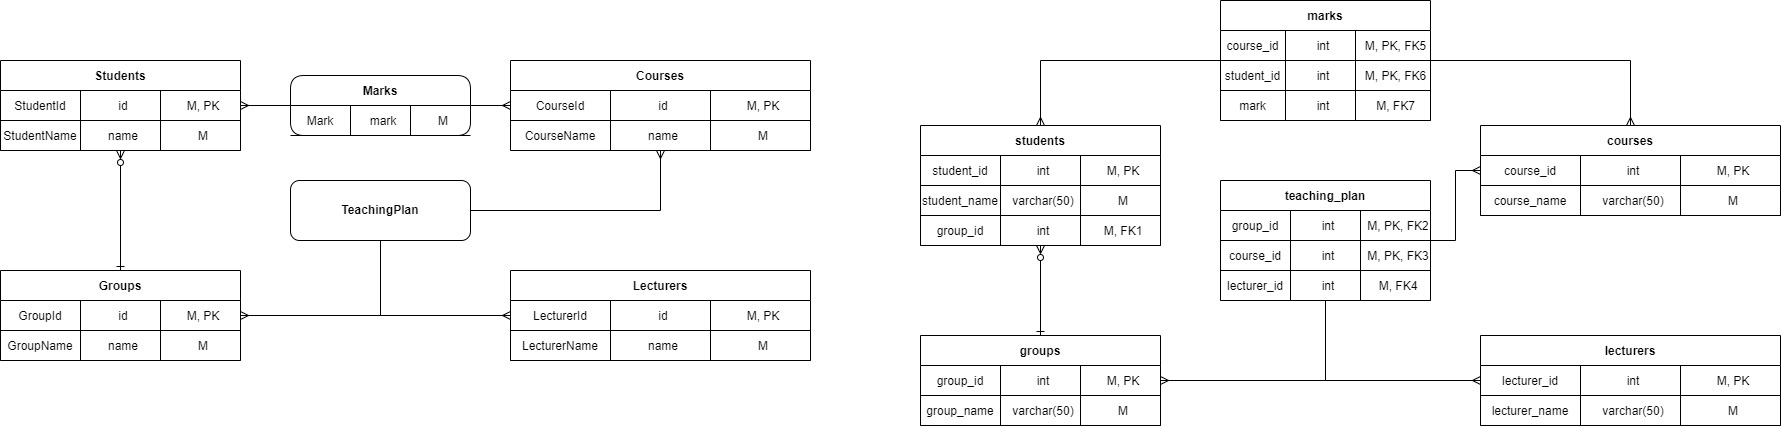 Students
StudentId id M, PK
StudentName name M
Marks
Mark mark M
Courses
CourseId id M, PK
CourseName name M
TeachingPlan
Groups
GroupId id M, PK
GroupName name M
Lecturers
LecturerId id M, PK
LecturerName name M
marks
course_id int M, PK, FK5
student_id int M, PK, FK6
mark int M, FK7
students
student_id int M, PK
student_name varchar(50) M
group_id int M, FK1
courses
course_id int M, PK
course_name varchar(50) M
teaching_plan
group_id int M, PK, FK2
course_id int M, PK, FK3
lecturer_id int M, FK4
groups
group_id int M, PK
group_name varchar(50) M
lecturers
lecturer_id int M, PK
lecturer_name varchar(50) M